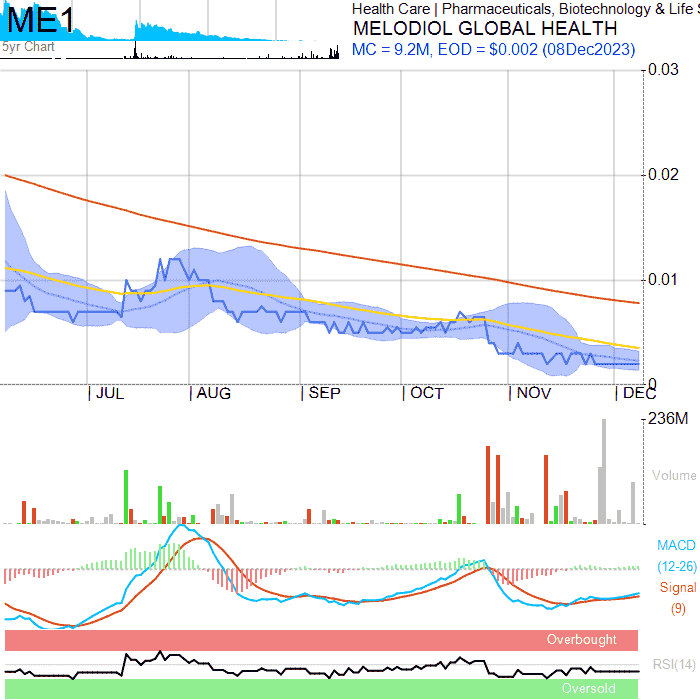 ME1
5yr Chart
Health Care | Pharmaceuticals, Biotechnology & Life S
MELODIOL GLOBAL HEALTH
MC = 9.2M, EOD = $0.002 (08Dec2023)
0.03
0.02
0.01
0
| JUL | AUG | SEP | OCT | NOV | DEC
236M
Volume
MACD
(12-26)
Signal
(9)
Overbought
RSI(14)
Oversold